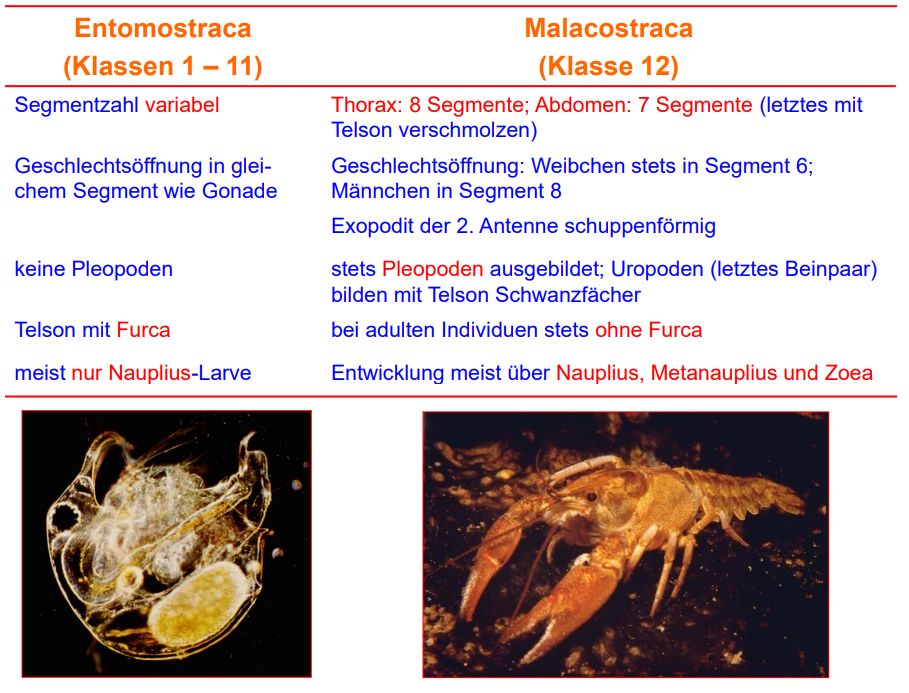 Entomostraca
(Klassen 1 – 11)
Malacostraca
(Klasse 12)
Segmentzahl variabel
Thorax: 8 Segmente; Abdomen: 7 Segmente (letztes mit
Telson verschmolzen)
Geschlechtsöffnung in glei-
chem Segment wie Gonade
Geschlechtsöffnung: Weibchen stets in Segment 6;
Männchen in Segment 8
Exopodit der 2. Antenne schuppenförmig
keine Pleopoden
stets Pleopoden ausgebildet; Uropoden (letztes Beinpaar)
bilden mit Telson Schwanzfächer
Telson mit Furca
bei adulten Individuen stets ohne Furca
meist nur Nauplius-Larve
Entwicklung meist über Nauplius, Metanauplius und Zoea